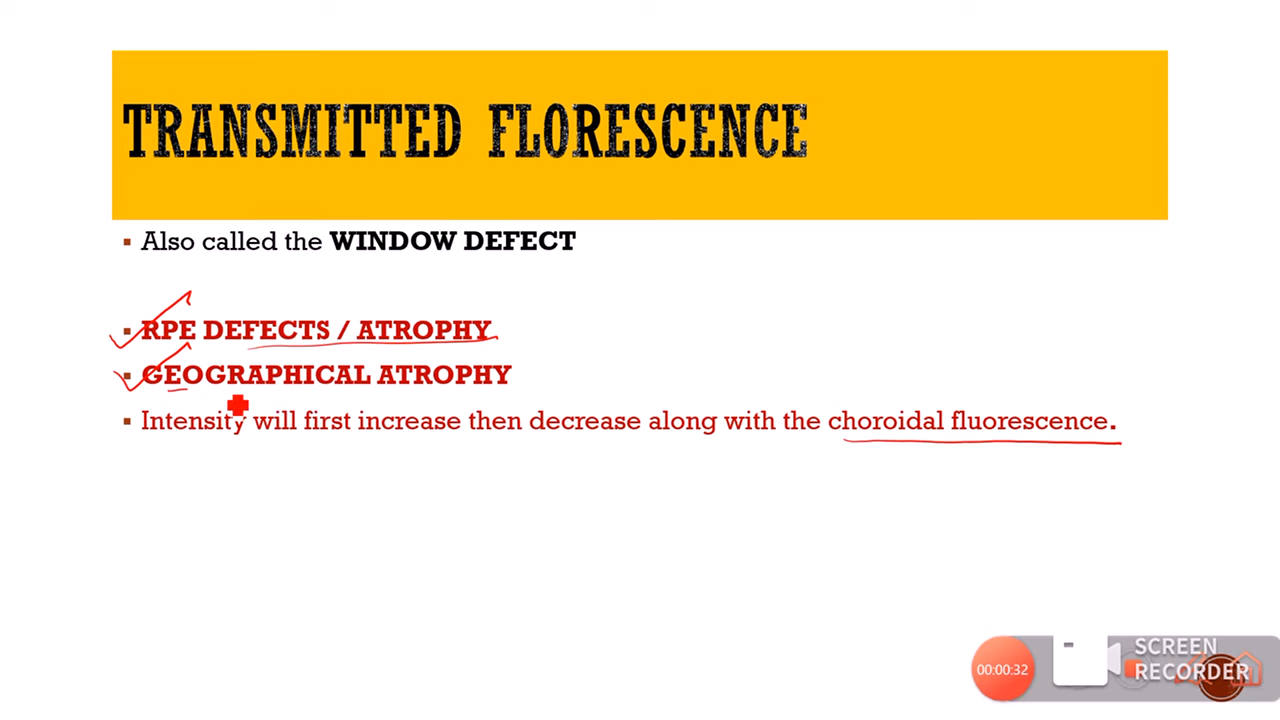 TRANSMITTED FLORESCENCE
▪ Also called the WINDOW DEFECT
▪ RPE DEFECTS / ATROPHY
▪ GEOGRAPHICAL ATROPHY
▪ Intensity will first increase then decrease along with the choroidal fluorescence.
00:00:32
SCREEN
RECORDER